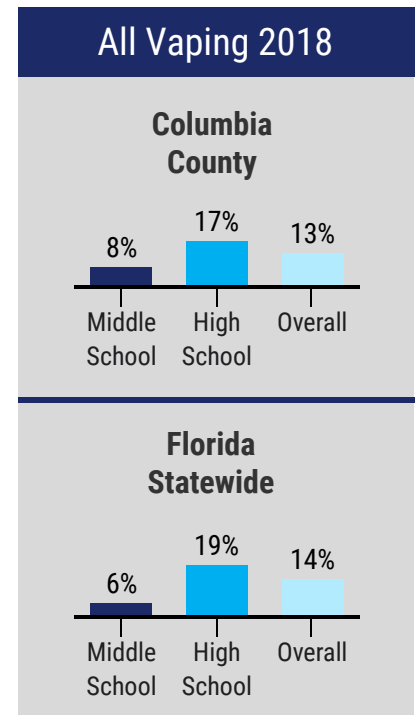 All Vaping 2018
Columbia
County
8%
17%
13%
Middle
School
High
School
Overall
Florida
Statewide
6%
19%
14%
Middle
School
High
School
Overall